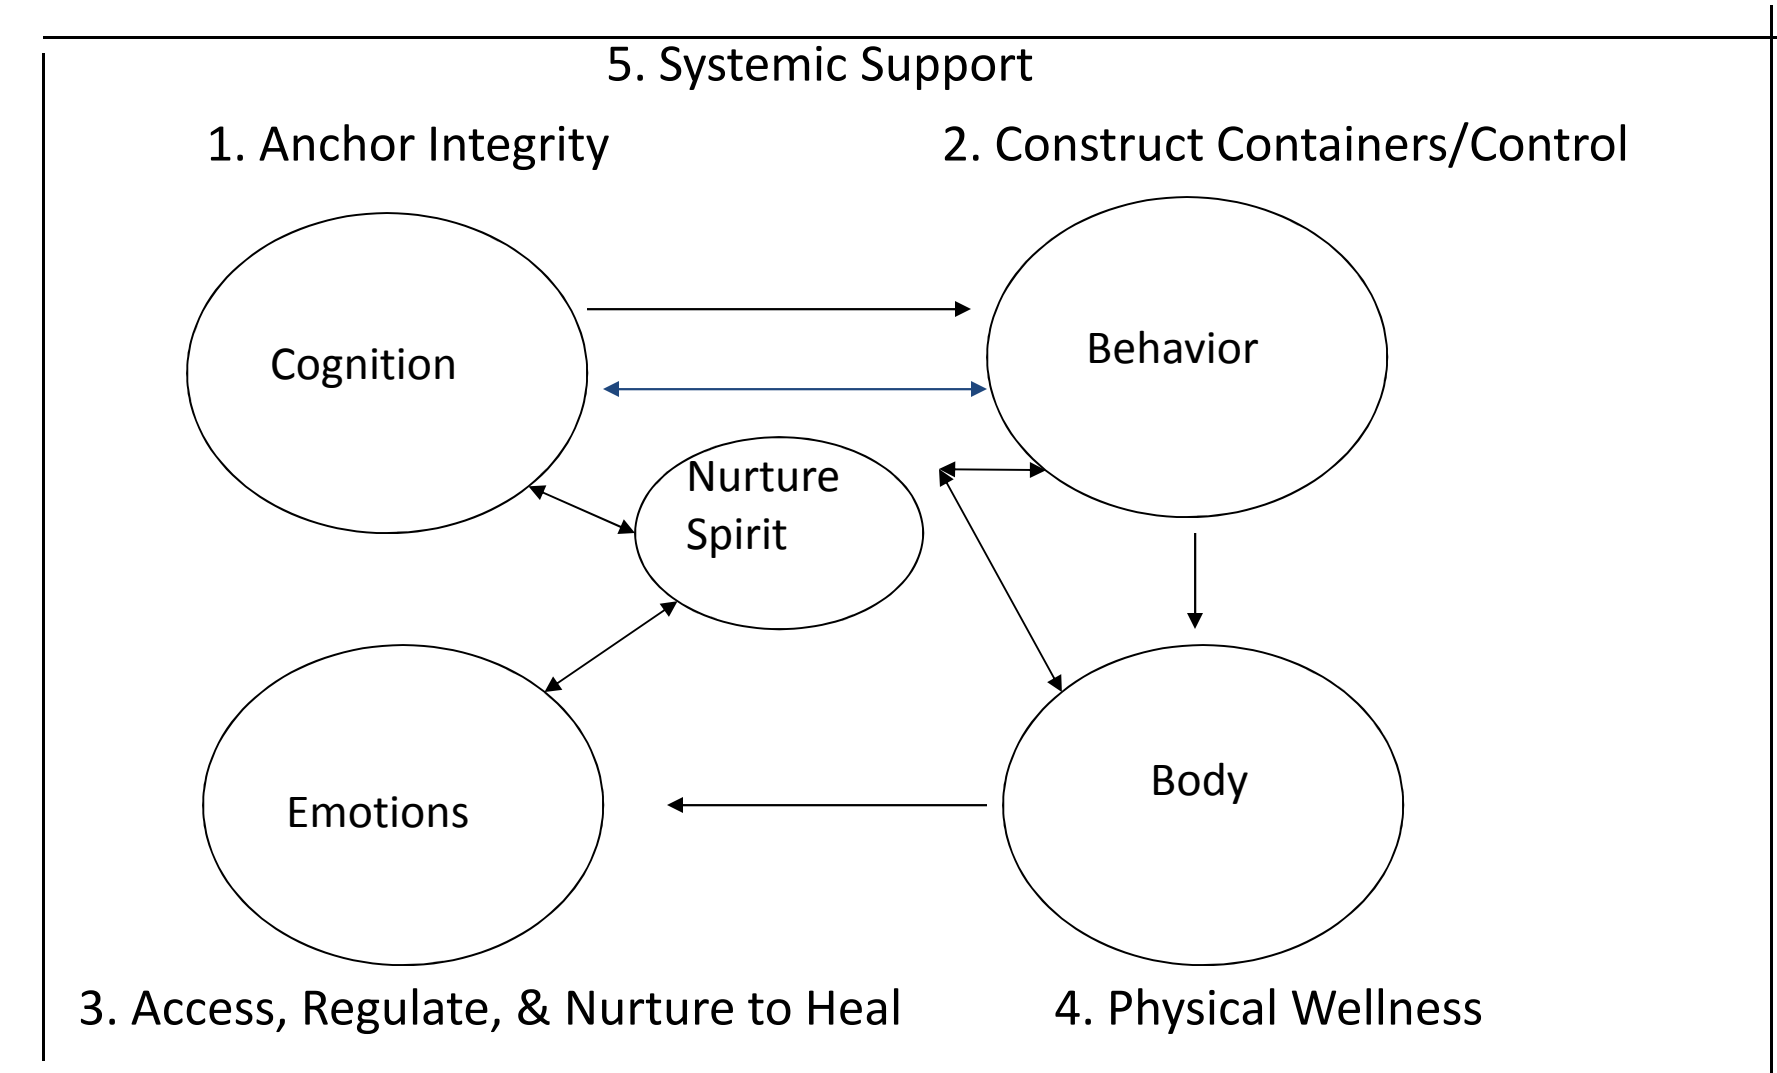 5. Systemic Support
1. Anchor Integrity
2. Construct Containers/Control
Cognition
Behavior
Nurture
Spirit
Emotions
Body
3. Access, Regulate, & Nurture to Heal
4. Physical Wellness